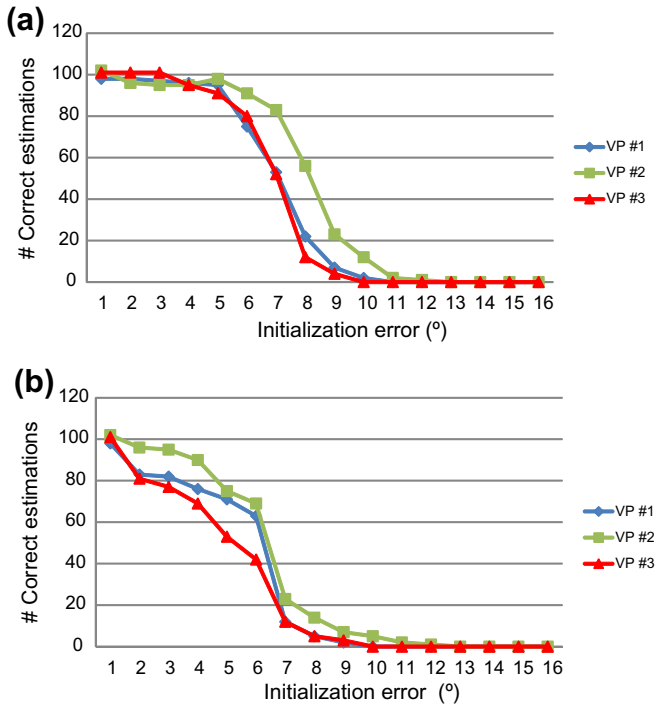 (a)
120
100
80
60
40
20
0
# Correct estimations
1 2 3 4 5 6 7 8 9 10 11 12 13 14 15 16
Initialization error (º)
VP #1
VP #2
VP #3
(b)
120
100
80
60
40
20
0
# Correct estimations
1 2 3 4 5 6 7 8 9 10 11 12 13 14 15 16
Initialization error (º)
VP #1
VP #2
VP #3